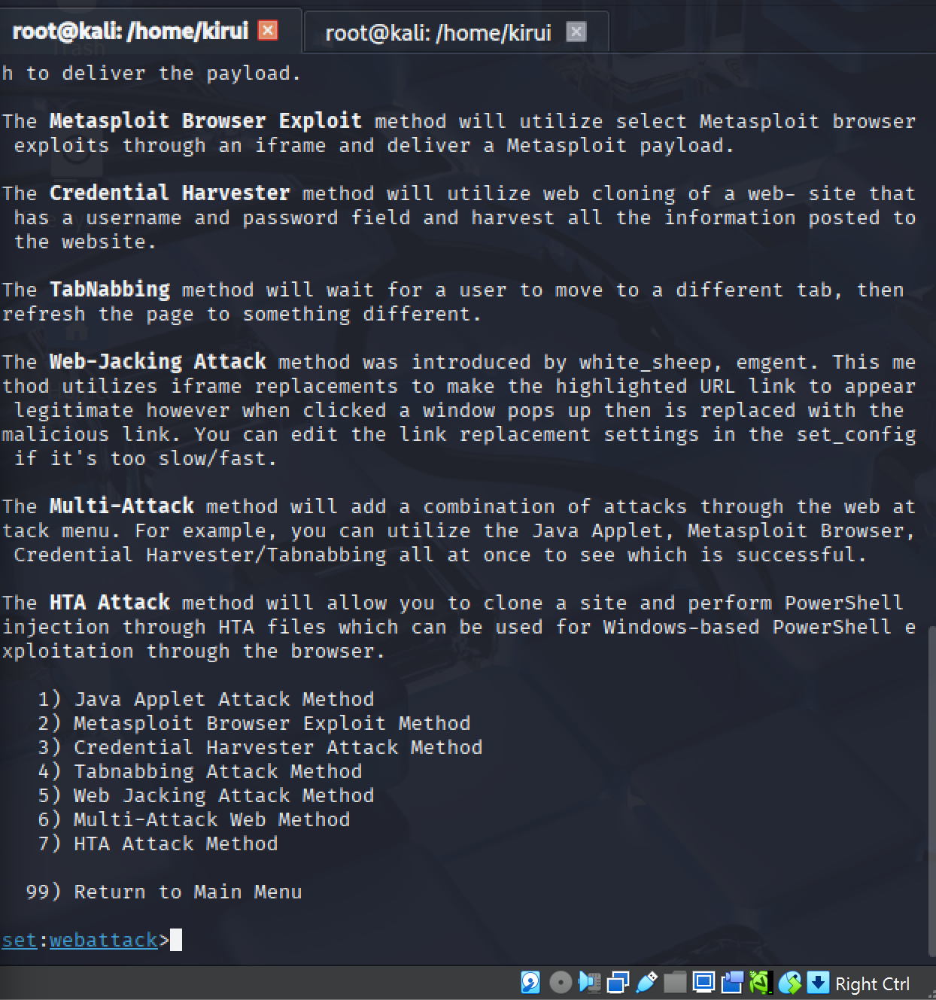 root@kali: /home/kirui root@kali: /home/kirui
Trash
h to deliver the payload.
The Metasploit Browser Exploit method will utilize select Metasploit browser
exploits through an iframe and deliver a Metasploit payload.
The Credential Harvester method will utilize web cloning of a web- site that
has a username and password field and harvest all the information posted to
the website.
The TabNabbing method will wait for a user to move to a different tab, then
refresh the page to something different.
The Web-Jacking Attack method was introduced by white_sheep, emgent. This me
thod utilizes iframe replacements to make the highlighted URL link to appear
legitimate however when clicked a window pops up then is replaced with the
malicious link. You can edit the link replacement settings in the set_config
if it's too slow/fast.
The Multi-Attack method will add a combination of attacks through the web at
tack menu. For example, you can utilize the Java Applet, Metasploit Browser,
Credential Harvester/Tabnabbing all at once to see which is successful.
The HTA Attack method will allow you to clone a site and perform PowerShell
injection through HTA files which can be used for Windows-based PowerShell e
xploitation through the browser.
1) Java Applet Attack Method
2) Metasploit Browser Exploit Method
3) Credential Harvester Attack Method
4) Tabnabbing Attack Method
5) Web Jacking Attack Method
6) Multi-Attack Web Method
7) HTA Attack Method
99) Return to Main Menu
set:webattack>
Right Ctrl